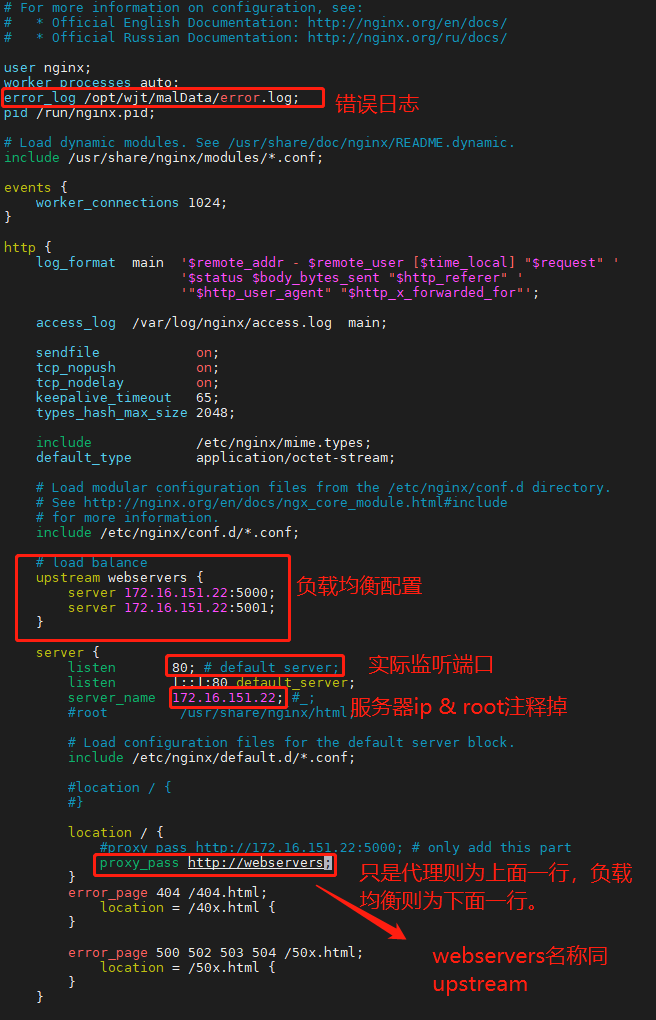 # For more information on configuration, see:
#   * Official English Documentation: http://nginx.org/en/docs/
#   * Official Russian Documentation: http://nginx.org/ru/docs/

user nginx;
worker_processes auto;
error_log /opt/wjt/malData/error.log; 错误日志
pid /run/nginx.pid;

# Load dynamic modules. See /usr/share/doc/nginx/README.dynamic.
include /usr/share/nginx/modules/*.conf;

events {
    worker_connections 1024;
}

http {
    log_format  main  '$remote_addr - $remote_user [$time_local] "$request" '
                      '$status $body_bytes_sent "$http_referer" '
                      '"$http_user_agent" "$http_x_forwarded_for"';

    access_log  /var/log/nginx/access.log  main;

    sendfile            on;
    tcp_nopush          on;
    tcp_nodelay         on;
    keepalive_timeout   65;
    types_hash_max_size 2048;

    include             /etc/nginx/mime.types;
    default_type        application/octet-stream;

    # Load modular configuration files from the /etc/nginx/conf.d directory.
    # See http://nginx.org/en/docs/ngx_core_module.html#include
    # for more information.
    include /etc/nginx/conf.d/*.conf;

    # load balance
    upstream webservers {
        server 172.16.151.22:5000; 负载均衡配置
        server 172.16.151.22:5001;
    }

    server {
        listen       80; # default_server; 实际监听端口
        listen       [::]:80 default_server;
        server_name  172.16.151.22; #_; 服务器ip & root注释掉
        #root         /usr/share/nginx/html

        # Load configuration files for the default server block.
        include /etc/nginx/default.d/*.conf;

        #location / {
        #}

        location / {
            #proxy_pass http://172.16.151.22:5000; # only add this part
            proxy_pass http://webservers;
        }
只是代理则为上面一行，负载
均衡则为下面一行。
        error_page 404 /404.html;
            location = /40x.html {
        }

        error_page 500 502 503 504 /50x.html;
            location = /50x.html {
        }
    }
webservers名称同
upstream